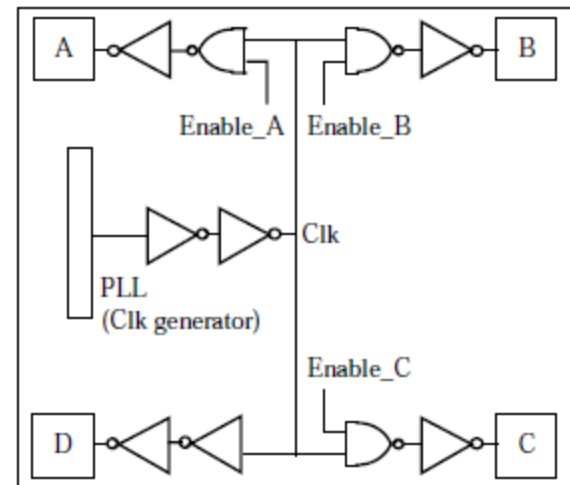 A
B
Enable_A
Enable_B
Clk
PLL
(Clk generator)
Enable_C
D
C